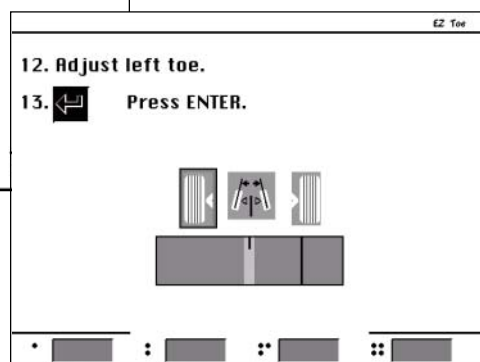 EZ Toe
12. Adjust left toe.
13. Press ENTER.